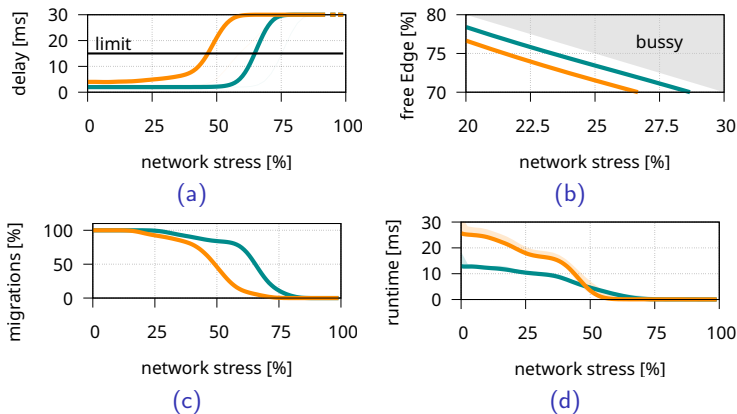 delay [ms]
30
20
10
0
limit
0 25 50 75 100
network stress [%]
(a)
free Edge [%]
80
75
70
bussy
20 22.5 25 27.5 30
network stress [%]
(b)
migrations [%]
100
50
0
0 25 50 75 100
network stress [%]
(c)
runtime [ms]
30
20
10
0
0 25 50 75 100
network stress [%]
(d)